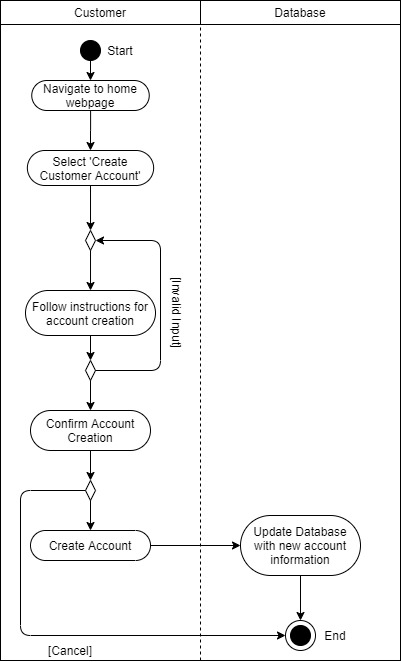 Customer
Database
Start
Navigate to home
webpage
Select 'Create
Customer Account'
[Invalid Input]
Follow instructions for
account creation
Confirm Account
Creation
Create Account
Update Database
with new account
information
End
[Cancel]